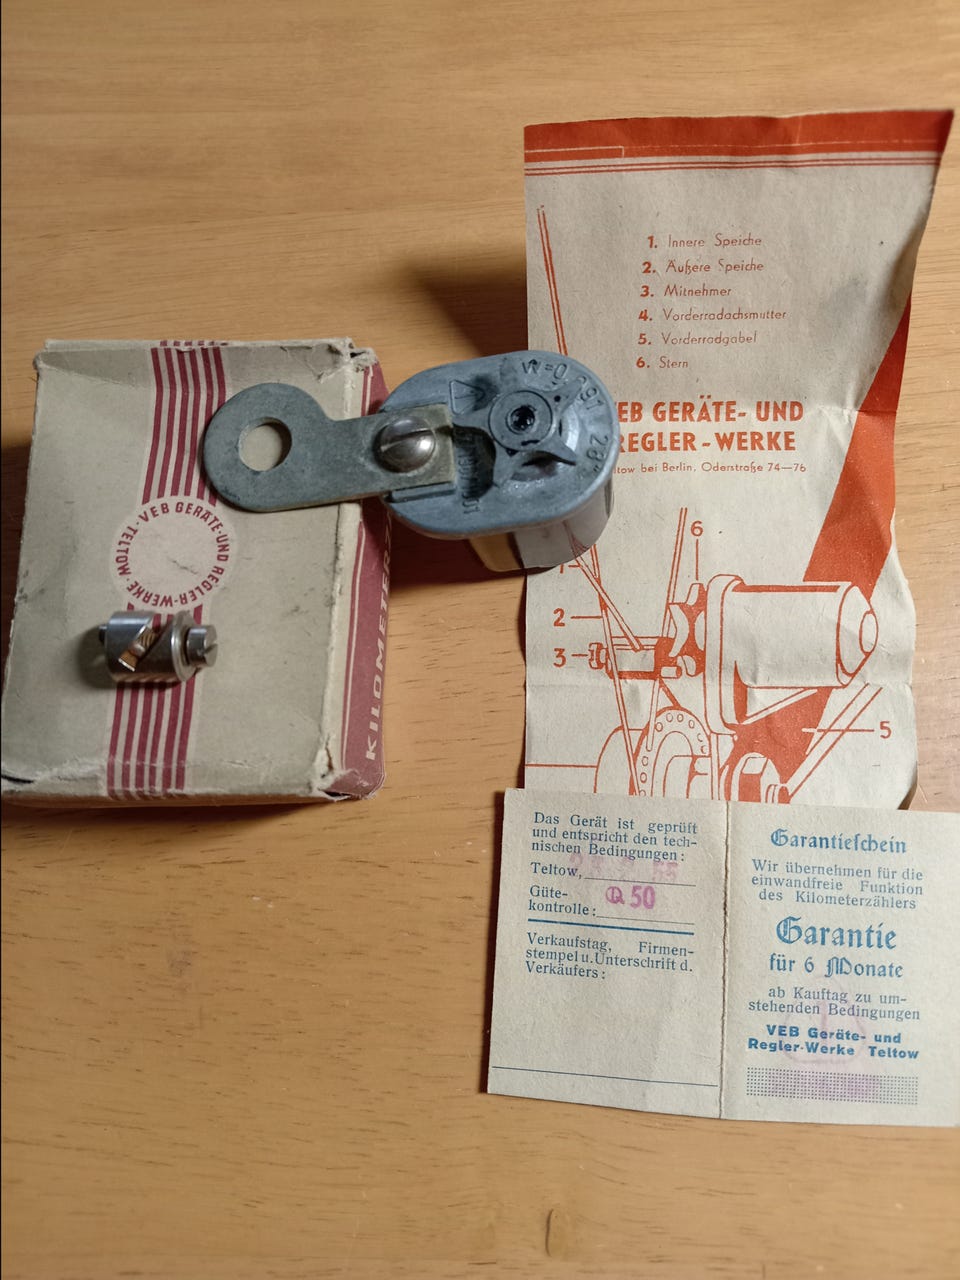 1. Innere Speiche
2. Äußere Speiche
3. Mitnehmer
4. Vorderradachsmutter
5. Vorderradgabel
6. Stern
VEB GERÄTE- UND
REGLER-WERKE
ltow bei Berlin, Oderstraße 74—76
6
2
3
5
W=0,
28"
VEB GERÄTE-UND REGLER-WERKE TELTOW
KILOMETERZ
Das Gerät ist geprüft
und entspricht den tech-
nischen Bedingungen:
Teltow,
Güte-
kontrolle: 50
Verkaufstag, Firmen-
stempel u. Unterschrift d.
Verkäufers:
Garantieschein
Wir übernehmen für die
einwandfreie Funktion
des Kilometerzählers
Garantie
für 6 Monate
ab Kauftag zu um-
stehenden Bedingungen
VEB Geräte- und
Regler-Werke Teltow